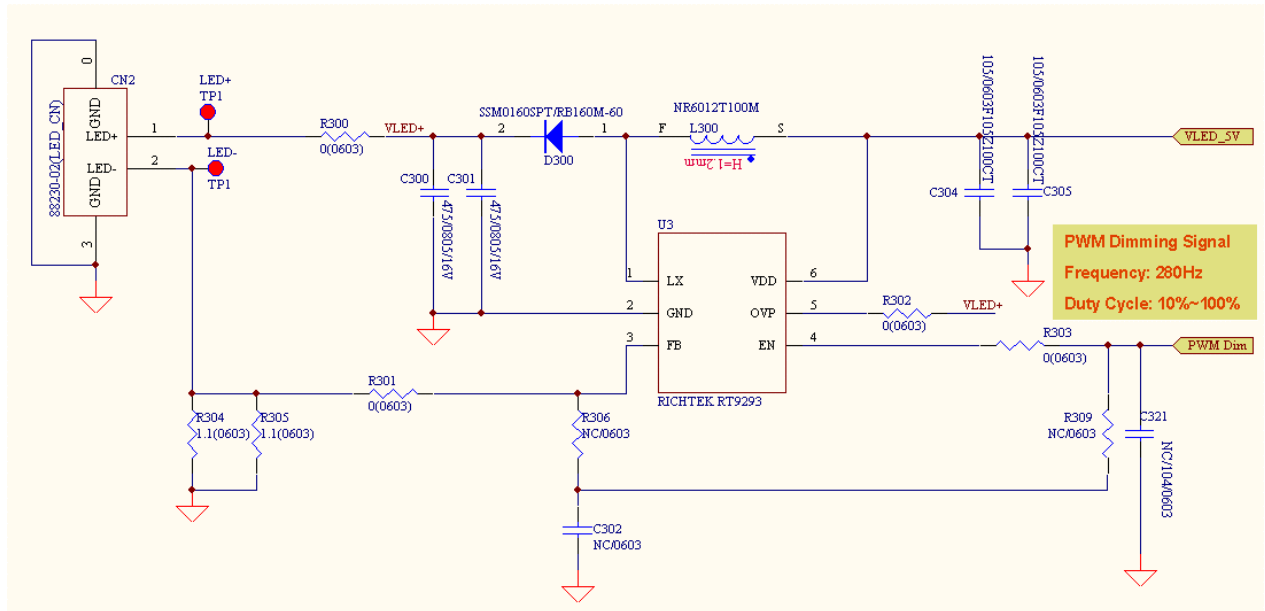 CN2
88230-02(LED_CN)
0
GND
LED+
LED-
GND
3
1
2
LED+
TP1
LED-
TP1
R300
0(0603)
VLED+
C300
475/0805/16V
C301
475/0805/16V
SSM0160SPT/RB160M-60
2
1
D300
NR6012T100M
F
L300
S
H=1.2mm
105/0603F105Z100CT
105/0603F105Z100CT
C304
C305
VLED_5V
U3
1
LX
VDD
6
2
GND
OVP
5
3
FB
EN
4
RICHTEK RT9293
R302
0(0603)
VLED+
R303
0(0603)
PWM Dimming Signal
Frequency: 280Hz
Duty Cycle: 10%~100%
PWM Dim
R301
0(0603)
R304
1.1(0603)
R305
1.1(0603)
R306
NC/0603
R309
NC/0603
C321
NC/104/0603
C302
NC/0603